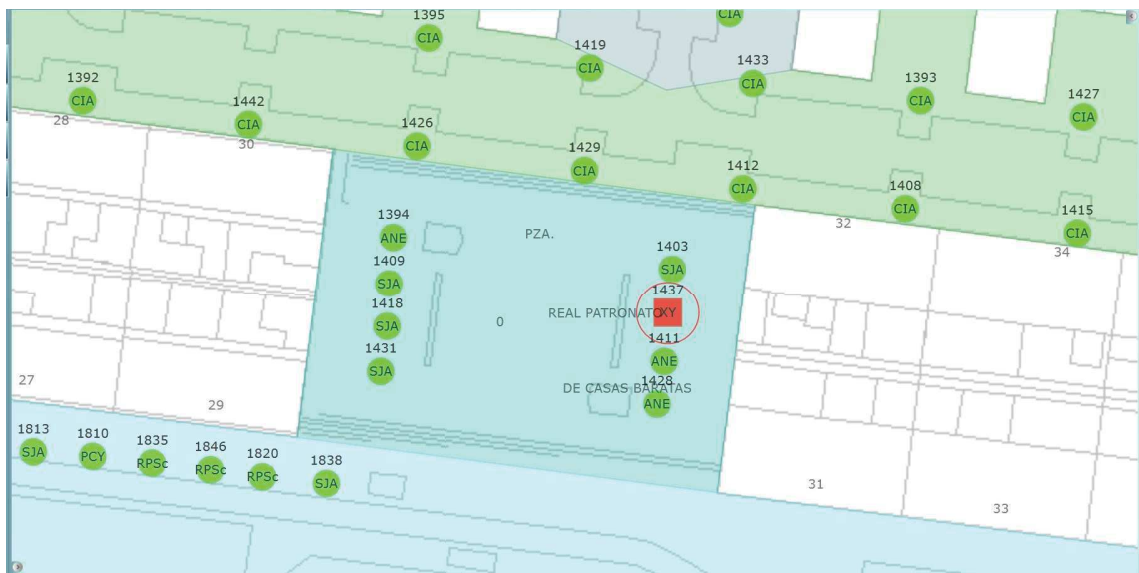 1395
CIA
CIA
1419
CIA
1433
CIA
1392
CIA
1393
CIA
1427
CIA
1442
CIA
28
30
1426
CIA
1429
CIA
1412
CIA
1408
CIA
1415
CIA
32
34
1394
ANE
PZA.
1403
SJA
1409
SJA
1437
XY
REAL PATRONATO
0
1418
SJA
1431
SJA
1411
ANE
1428
ANE
DE CASAS BARATAS
27
29
1813
SJA
1810
PCY
1835
RPSc
1846
RPSc
1820
RPSc
1838
SJA
31
33